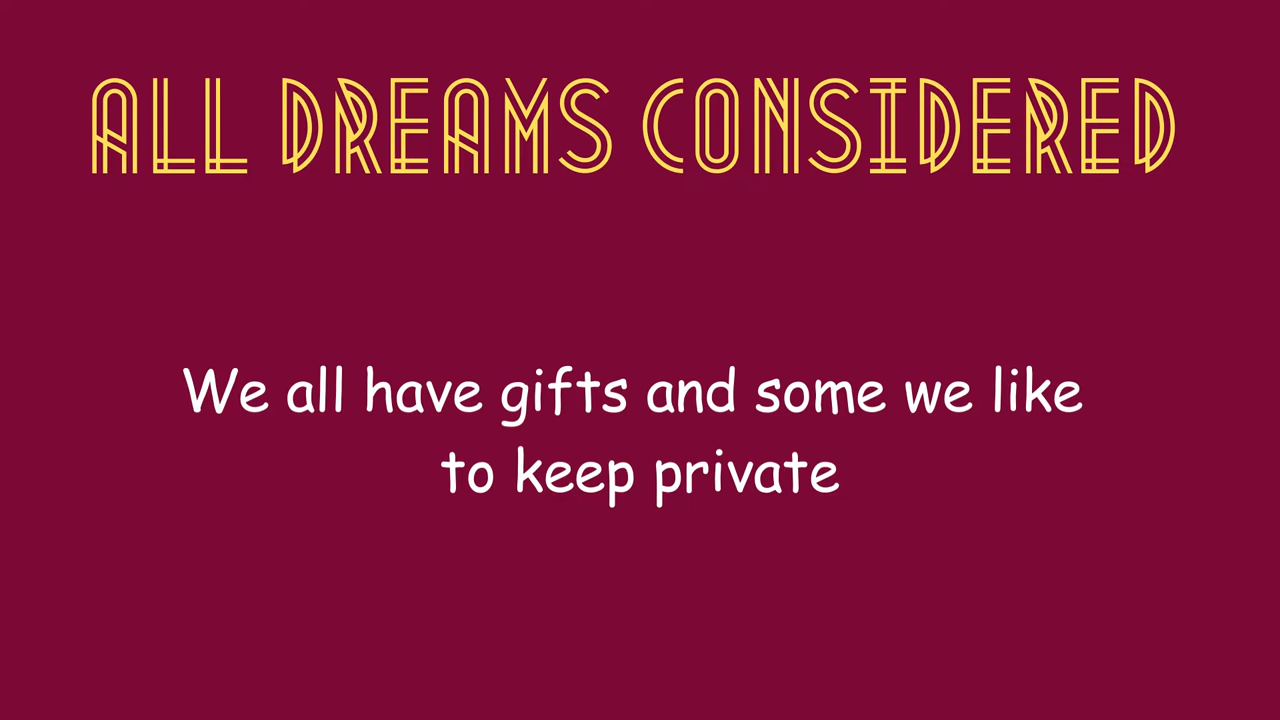 ALL DREAMS CONSIDERED
We all have gifts and some we like
to keep private